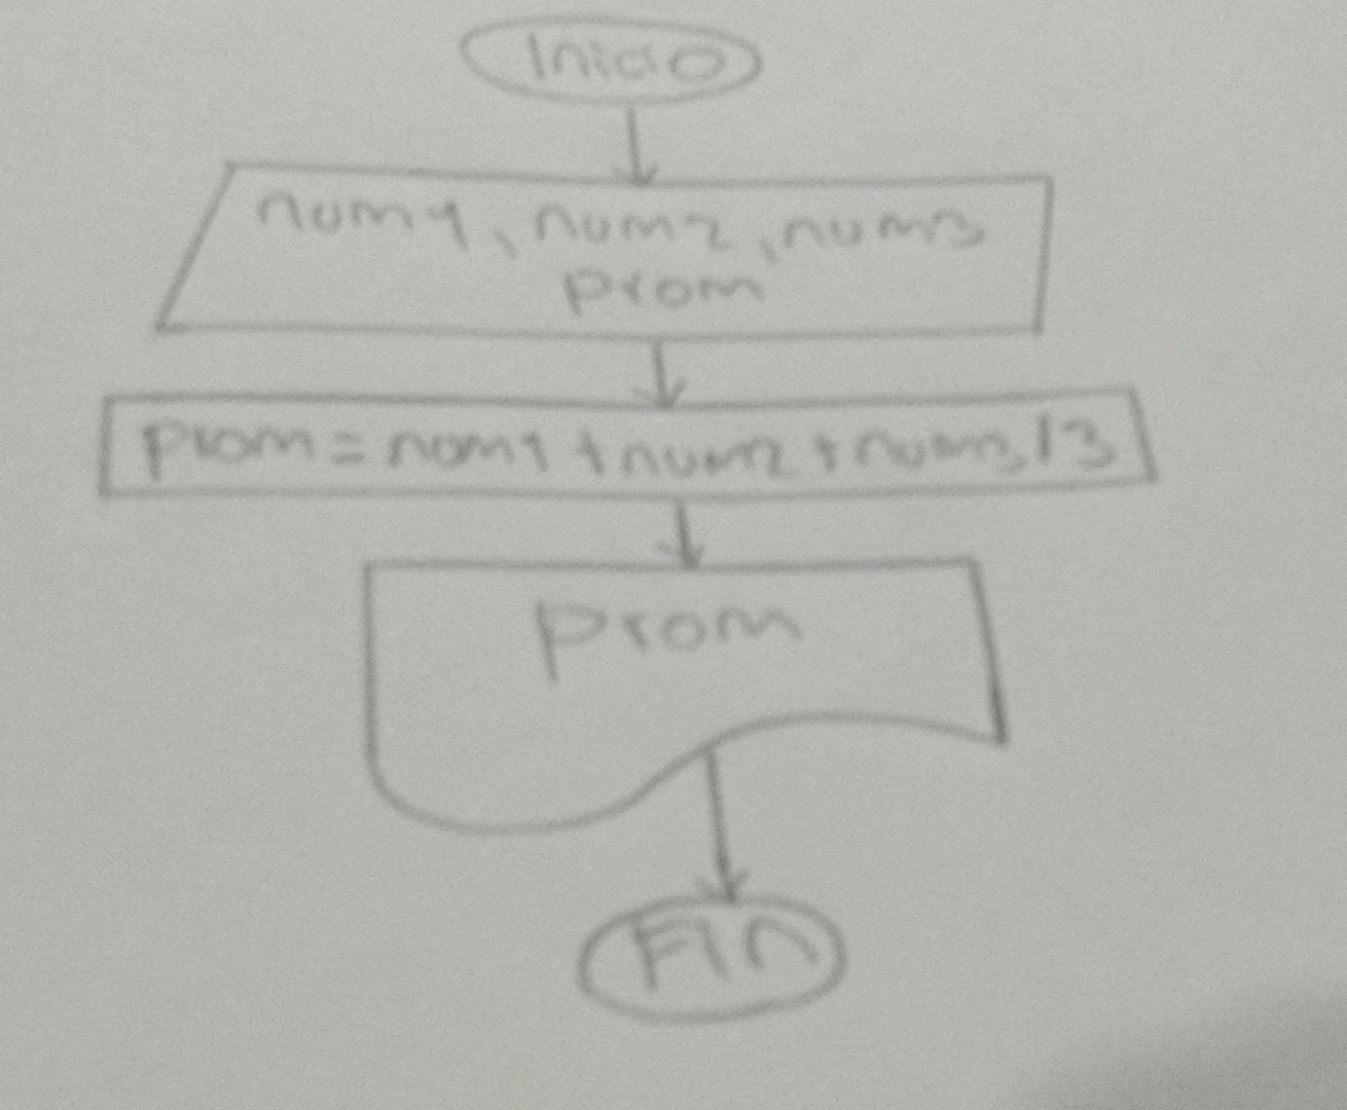 Inicio
num1, num2, num3
prom
prom = num1 + num2 + num3 / 3
prom
FIN